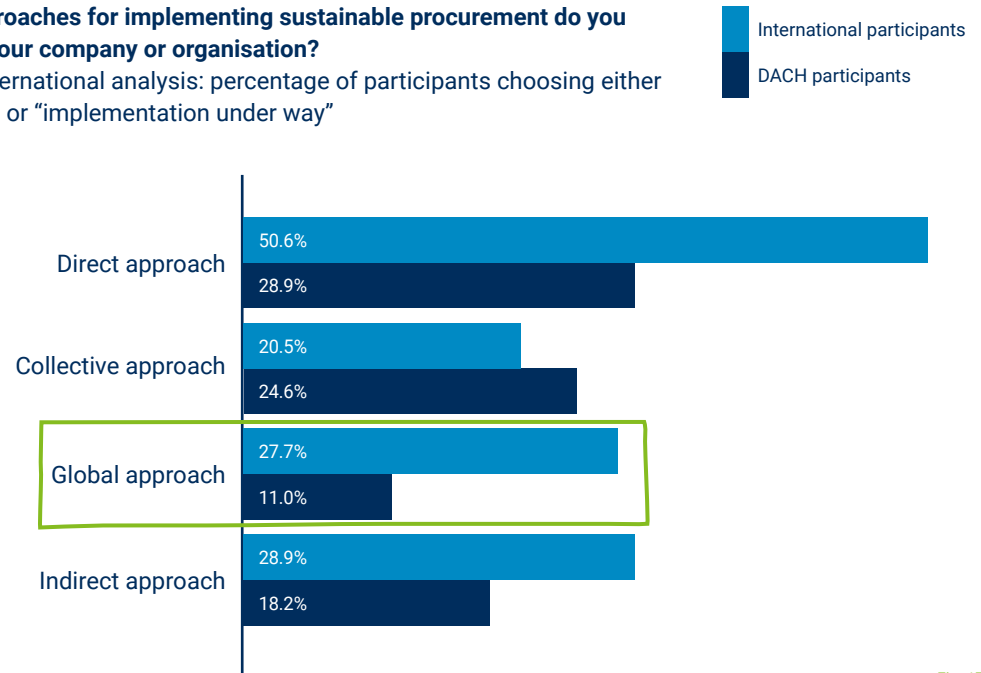 roaches for implementing sustainable procurement do you
our company or organisation?
ernational analysis: percentage of participants choosing either
or “implementation under way”
International participants
DACH participants
Direct approach
50.6%
28.9%
Collective approach
20.5%
24.6%
Global approach
27.7%
11.0%
Indirect approach
28.9%
18.2%